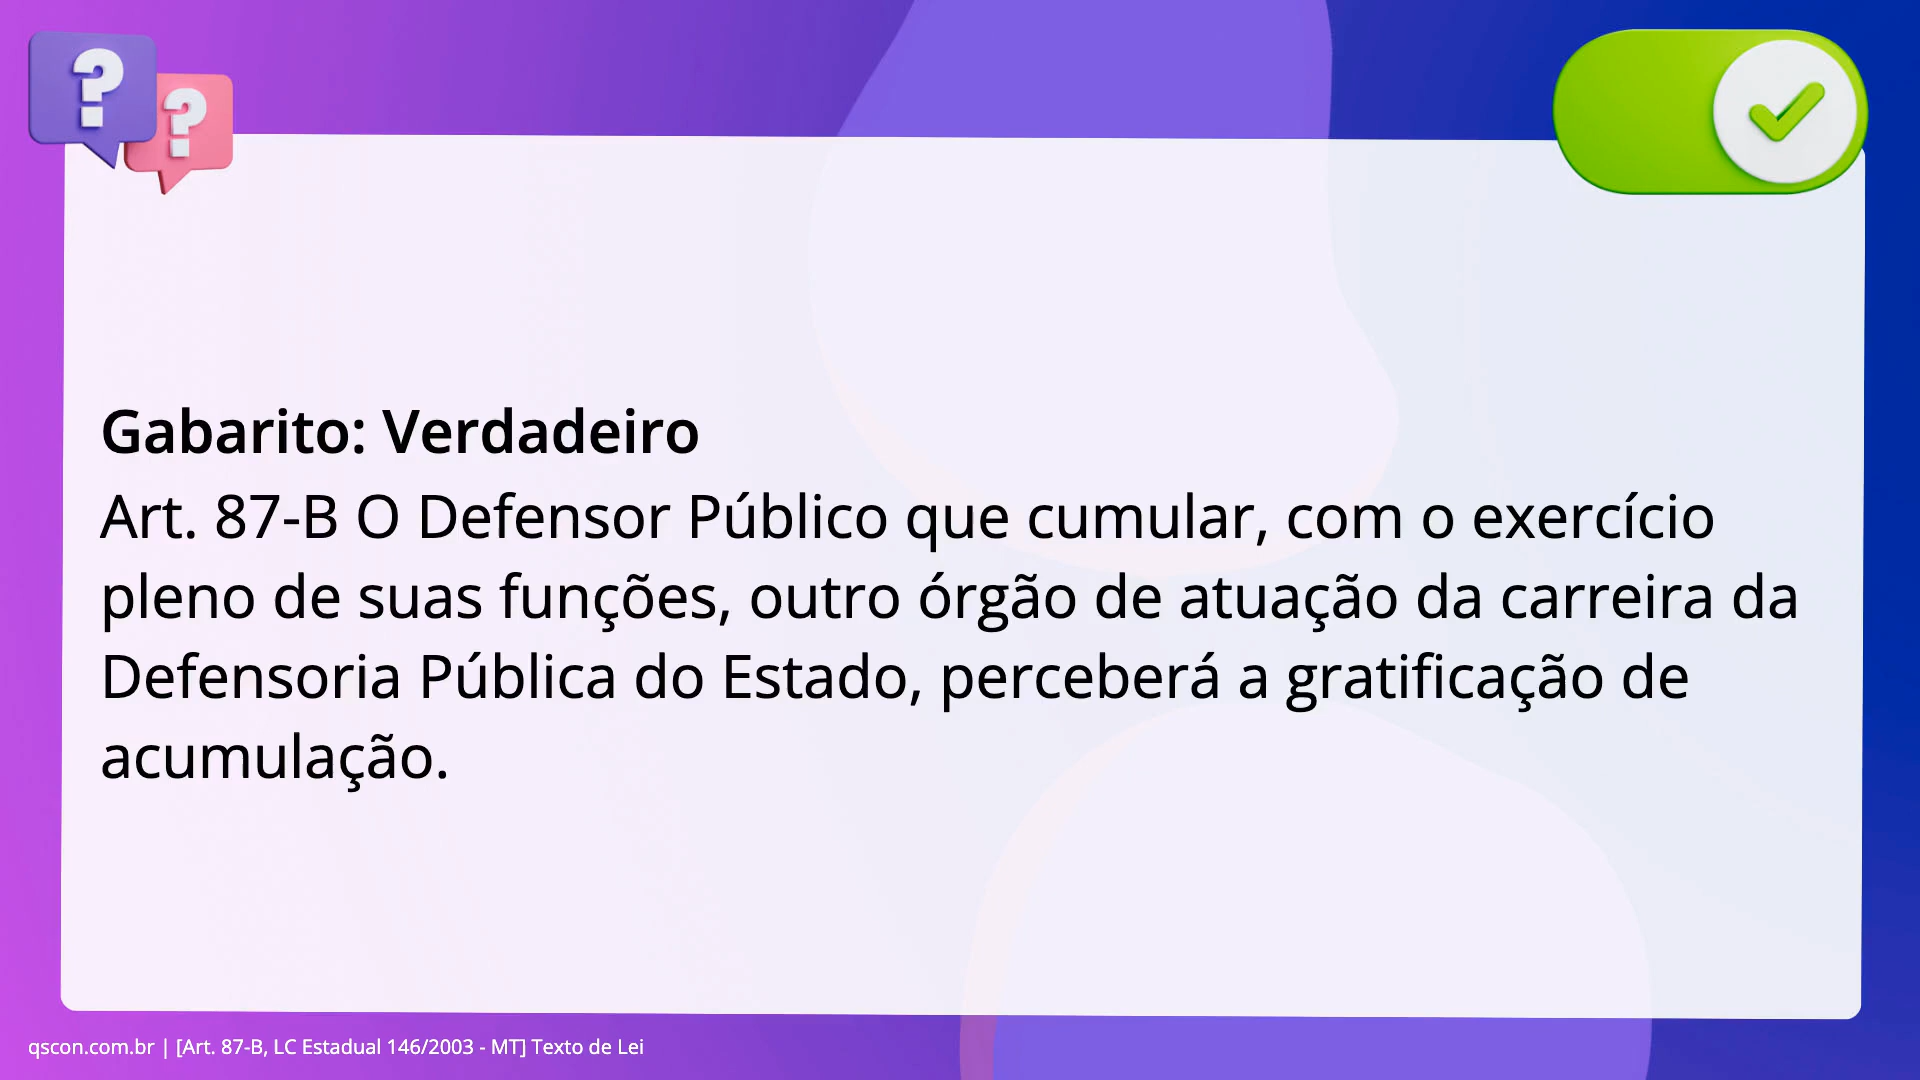 Gabarito: Verdadeiro
Art. 87-B O Defensor Público que cumular, com o exercício
pleno de suas funções, outro órgão de atuação da carreira da
Defensoria Pública do Estado, perceberá a gratificação de
acumulação.
qscon.com.br | [Art. 87-B, LC Estadual 146/2003 - MT] Texto de Lei